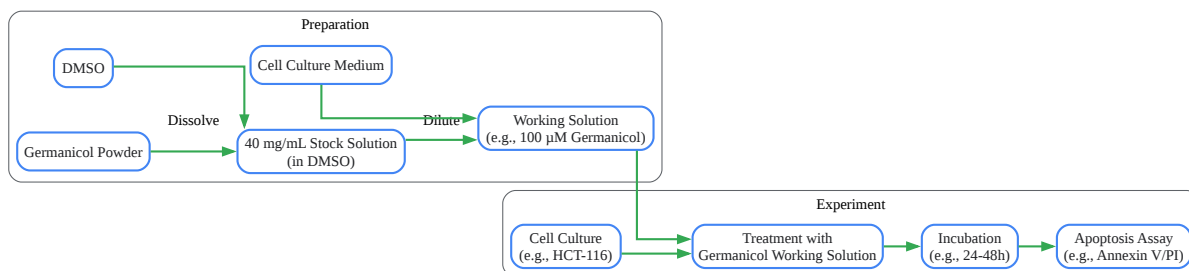 Preparation
DMSO
Cell Culture Medium
Dissolve
Dilute
Working Solution
(e.g., 100 µM Germanicol)
Germanicol Powder
40 mg/mL Stock Solution
(in DMSO)
Experiment
Cell Culture
(e.g., HCT-116)
Treatment with
Germanicol Working Solution
Incubation
(e.g., 24-48h)
Apoptosis Assay
(e.g., Annexin V/PI)